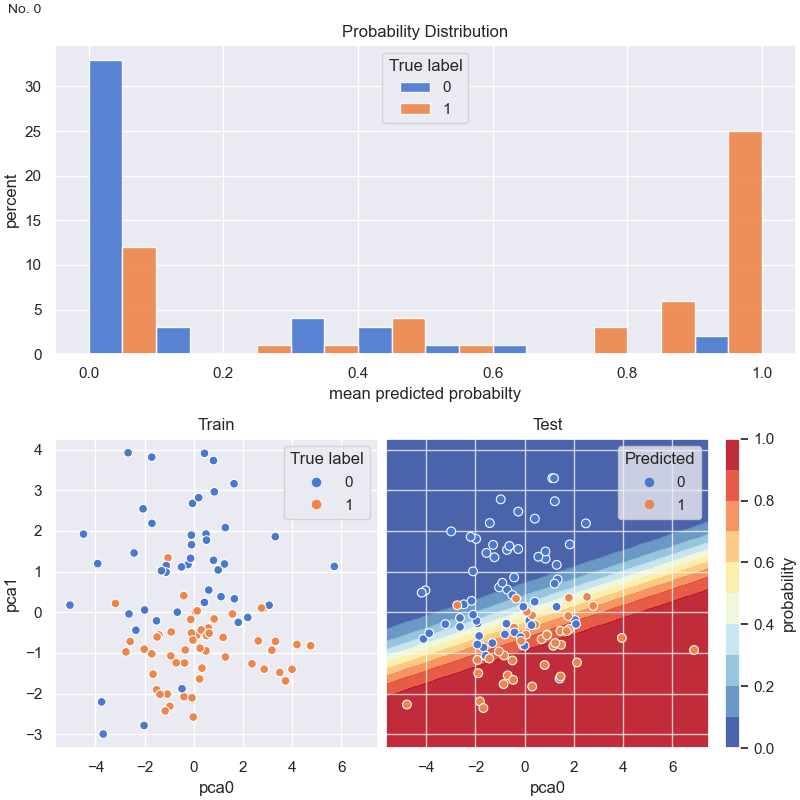 No. 0
Probability Distribution
True label
0
1
percent
0
5
10
15
20
25
30
0.0 0.2 0.4 0.6 0.8 1.0
mean predicted probabilty
Train
True label
0
1
pca1
4
3
2
1
0
−1
−2
−3
−4 −2 0 2 4 6
pca0
Test
Predicted
0
1
−4 −2 0 2 4 6
pca0
1.0
0.8
0.6
0.4
0.2
0.0
probability